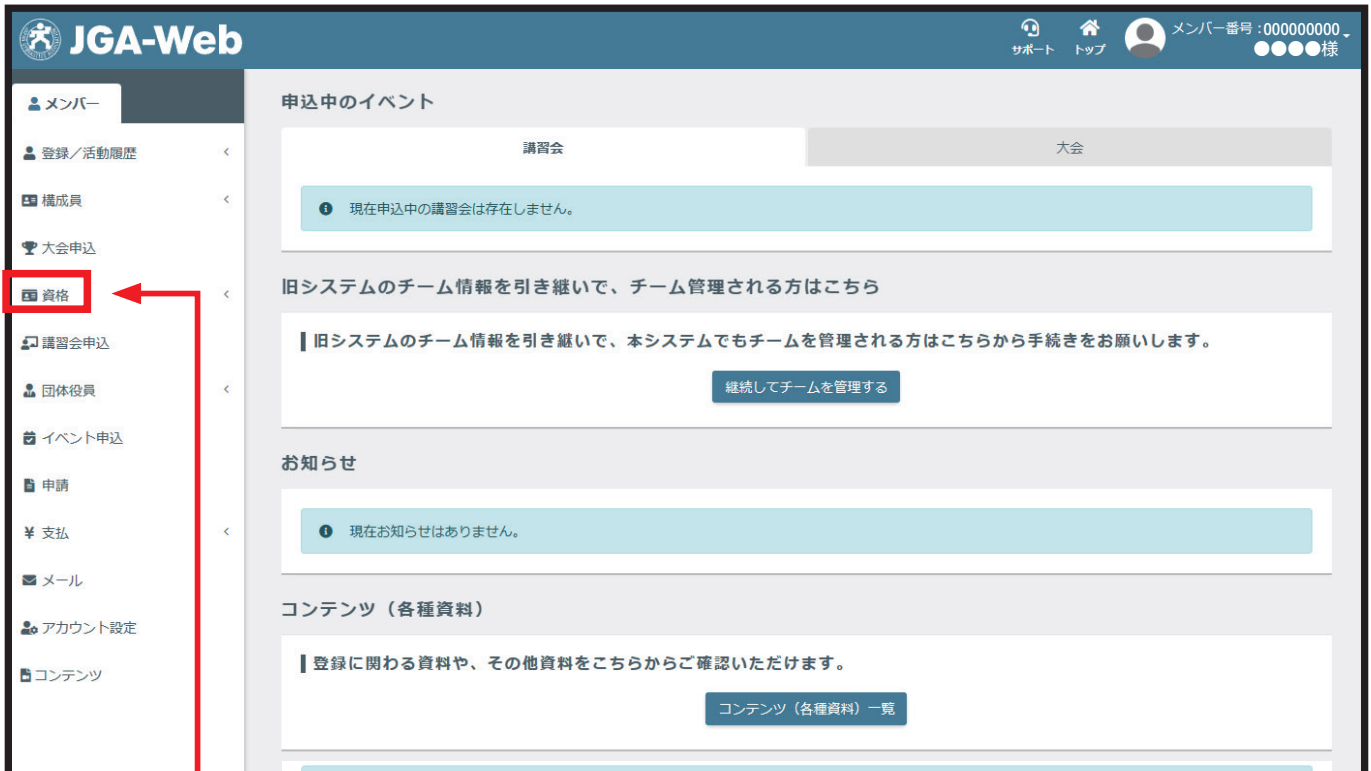 JGA-Web
サポート
トップ
メンバー番号：000000000
●●●●様
メンバー
登録／活動履歴
構成員
大会申込
資格
講習会申込
団体役員
イベント申込
申請
支払
メール
アカウント設定
コンテンツ
申込中のイベント
講習会
大会
現在申込中の講習会は存在しません。
旧システムのチーム情報を引き継いで、チーム管理される方はこちら
旧システムのチーム情報を引き継いで、本システムでもチームを管理される方はこちらから手続きをお願いします。
継続してチームを管理する
お知らせ
現在お知らせはありません。
コンテンツ（各種資料）
登録に関わる資料や、その他資料をこちらからご確認いただけます。
コンテンツ（各種資料）一覧